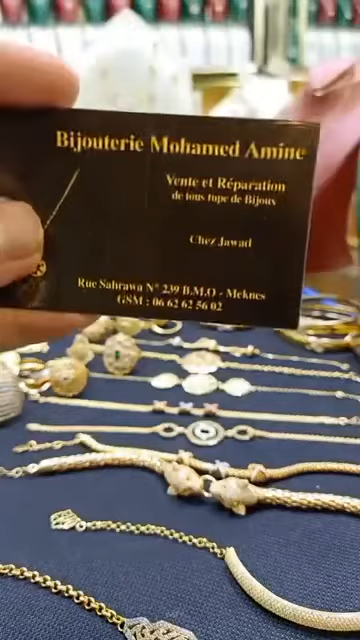 Bijouterie Mohamed Amine
Vente et Réparation
de tous tope de Bijoux
Chez Jawad
Rue Sahrawa N° 239 B.M.O - Meknes
GSM : 06 62 62 56 02